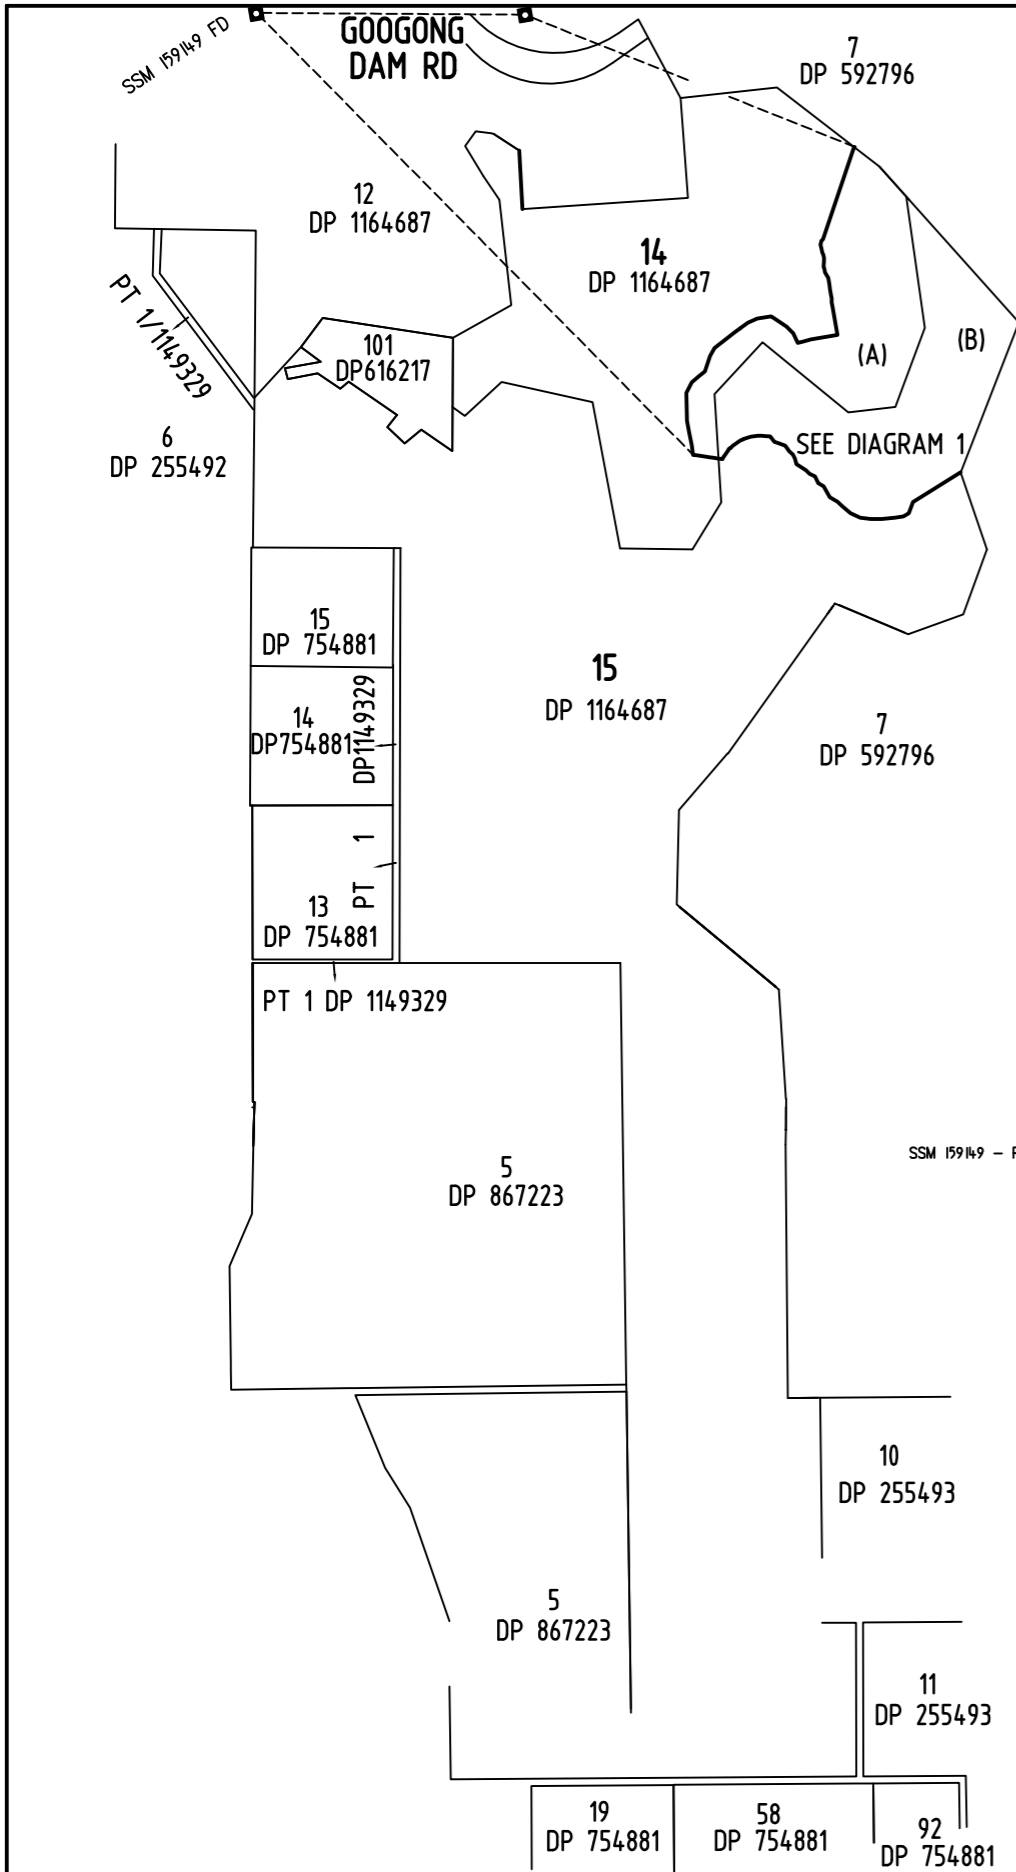 SSM 159149 FD
GOOGONG
DAM RD
7
DP 592796
12
DP 1164687
14
DP 1164687
PT 1/1149329
101
DP616217
(A)
(B)
6
DP 255492
SEE DIAGRAM 1
15
DP 754881
14
DP754881
DP1149329
15
DP 1164687
7
DP 592796
PT 1
13
DP 754881
PT 1 DP 1149329
5
DP 867223
SSM 159149 –
10
DP 255493
5
DP 867223
11
DP 255493
19
DP 754881
58
DP 754881
92
DP 754881